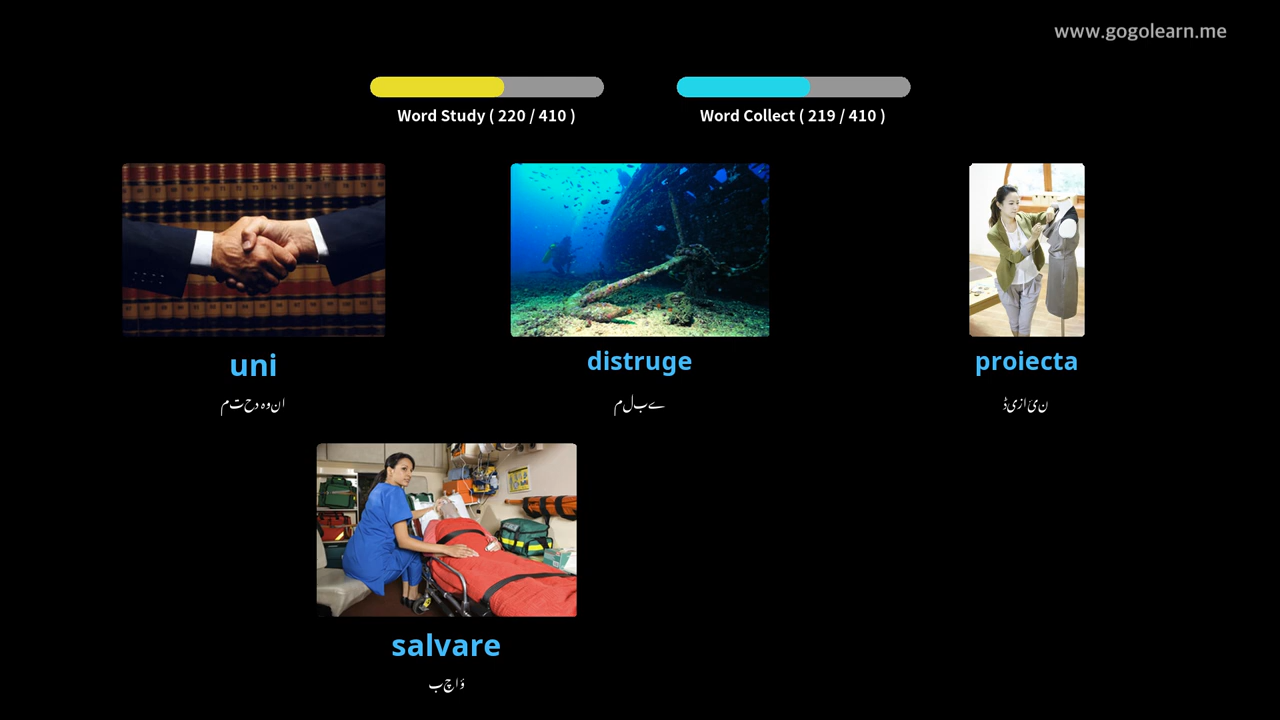 www.gogolearn.me
Word Study ( 220 / 410 )
Word Collect ( 219 / 410 )
uni
distruge
proiecta
انوہ دحتم
ےبلم
نیئازیڈ
salvare
ؤاچب